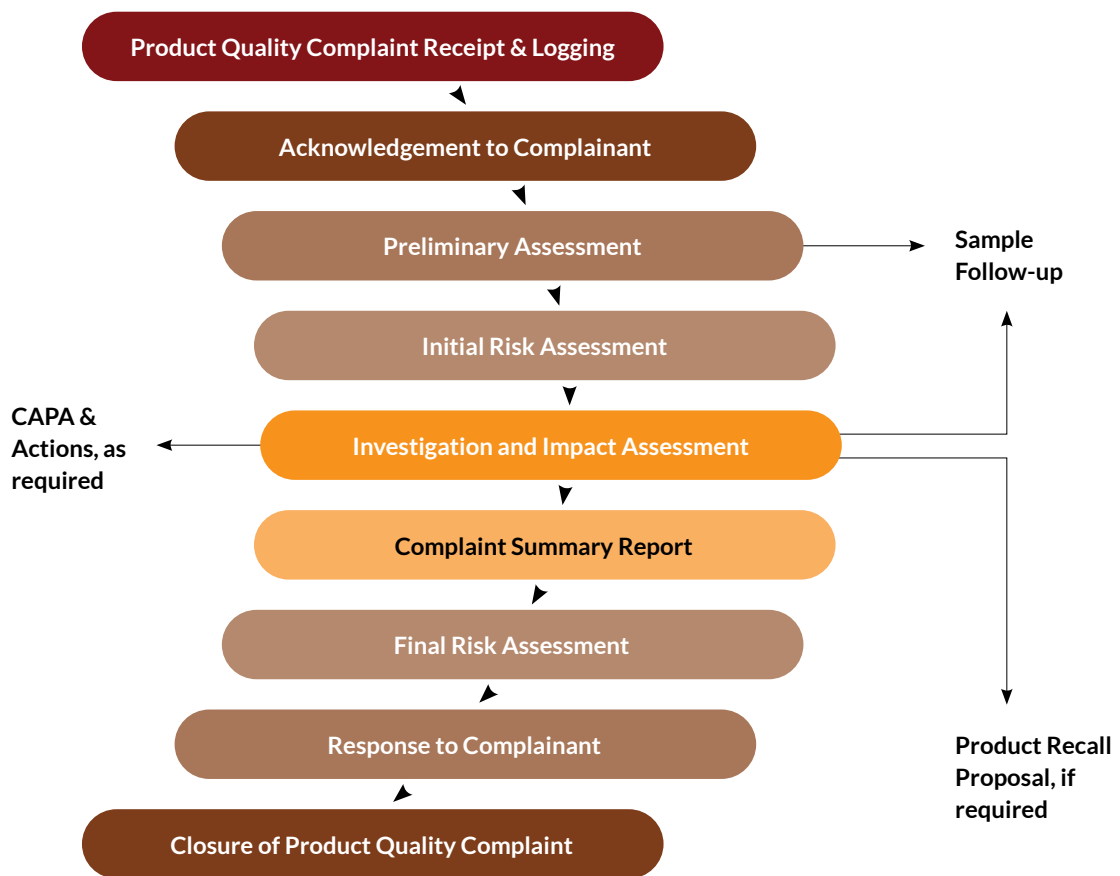 Product Quality Complaint Receipt & Logging
Acknowledgement to Complainant
Preliminary Assessment
Sample
Follow-up
Initial Risk Assessment
CAPA &
Actions, as
required
Investigation and Impact Assessment
Complaint Summary Report
Final Risk Assessment
Response to Complainant
Product Recall
Proposal, if
required
Closure of Product Quality Complaint